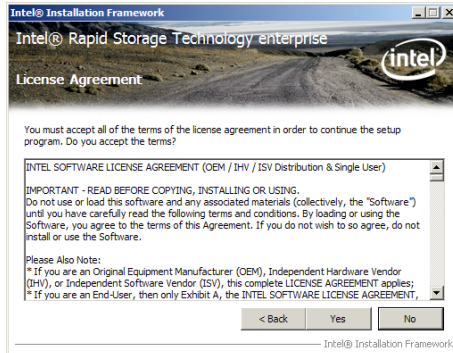 Intel® Installation Framework
Intel® Rapid Storage Technology enterprise
intel
License Agreement
You must accept all of the terms of the license agreement in order to continue the setup
program. Do you accept the terms?
INTEL SOFTWARE LICENSE AGREEMENT (OEM / IHV / ISV Distribution & Single User)
IMPORTANT - READ BEFORE COPYING, INSTALLING OR USING.
Do not use or load this software and any associated materials (collectively, the "Software")
until you have carefully read the following terms and conditions. By loading or using the
Software, you agree to the terms of this Agreement. If you do not wish to so agree, do not
install or use the Software.
Please Also Note:
* If you are an Original Equipment Manufacturer (OEM), Independent Hardware Vendor
(IHV), or Independent Software Vendor (ISV), this complete LICENSE AGREEMENT applies;
* If you are an End-User, then only Exhibit A, the INTEL SOFTWARE LICENSE AGREEMENT,
< Back Yes No
Intel® Installation Framework